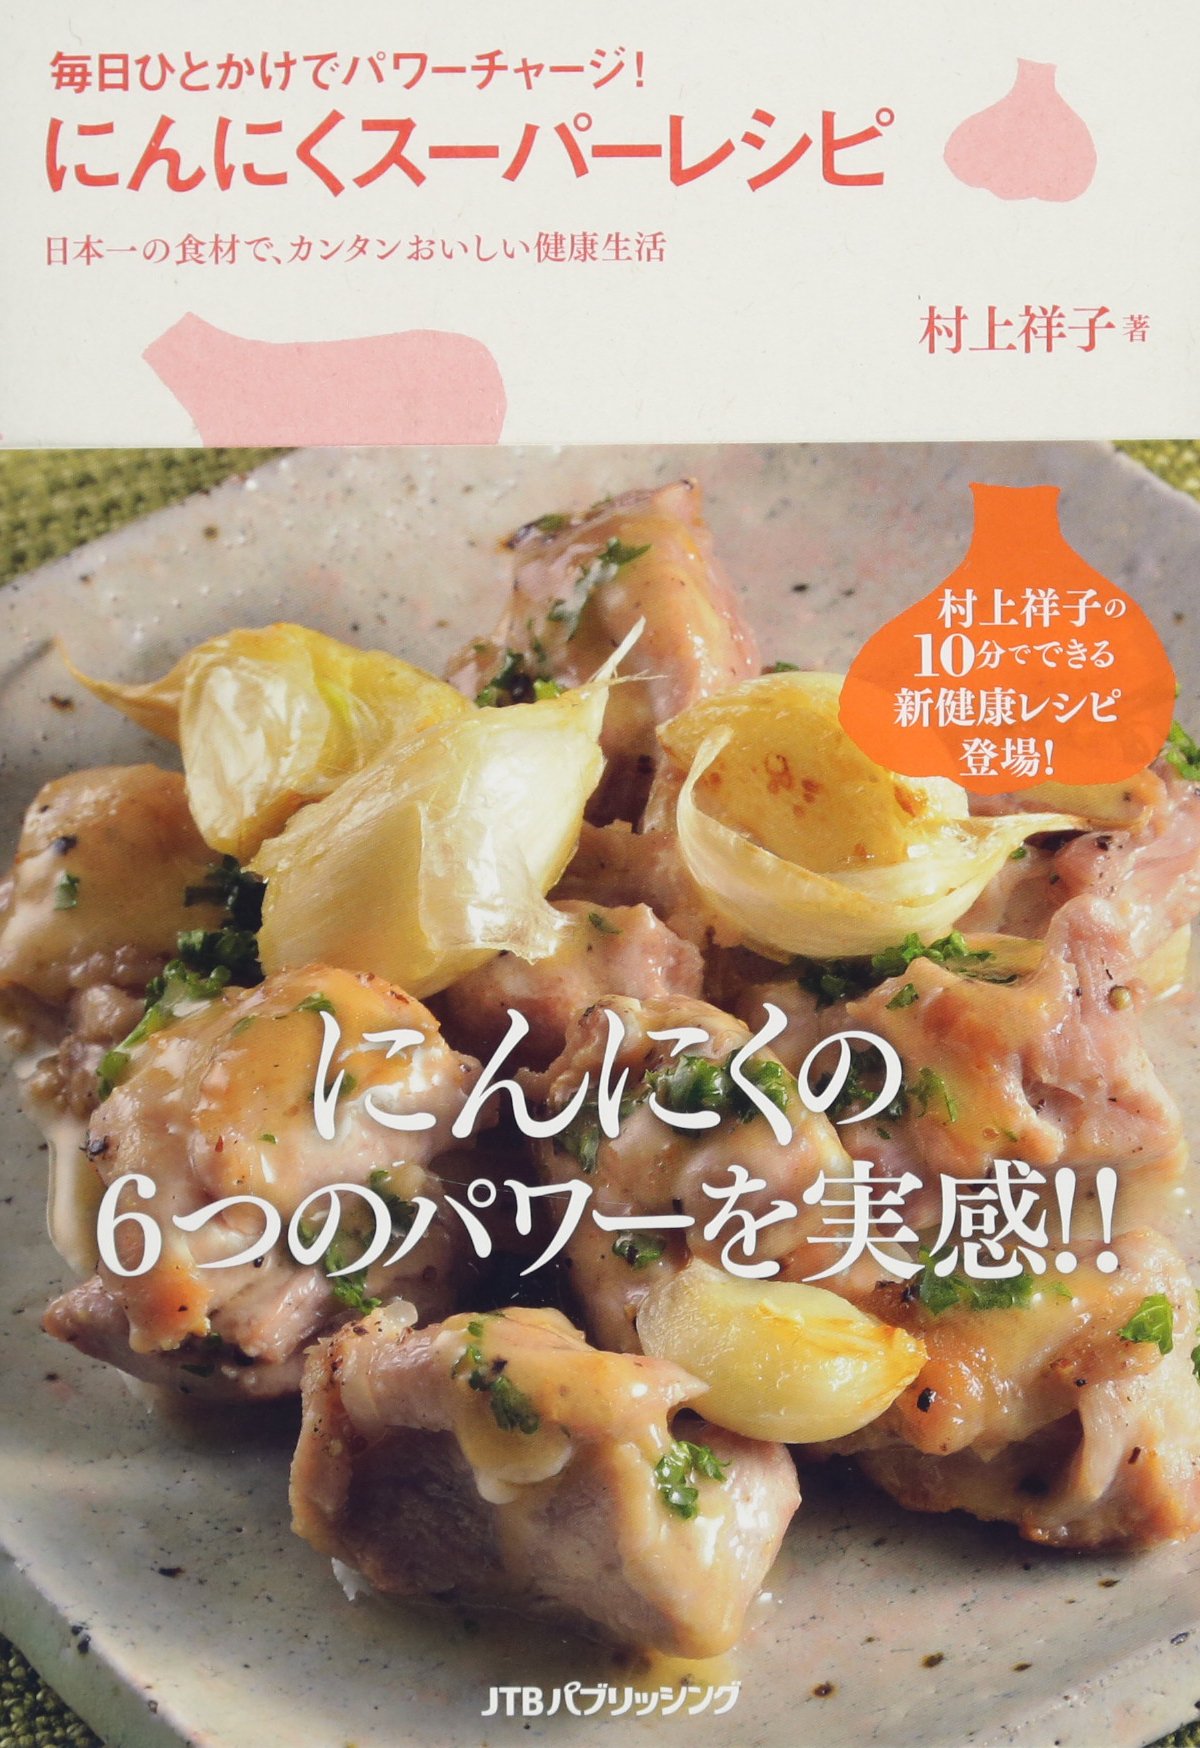 毎日ひとかけでパワーチャージ!
にんにくスーパーレシピ
日本一の食材で、カンタンおいしい健康生活
村上祥子 著
村上祥子の
10分でできる
新健康レシピ
登場!
にんにくの
6つのパワーを実感!!
JTBパブリッシング